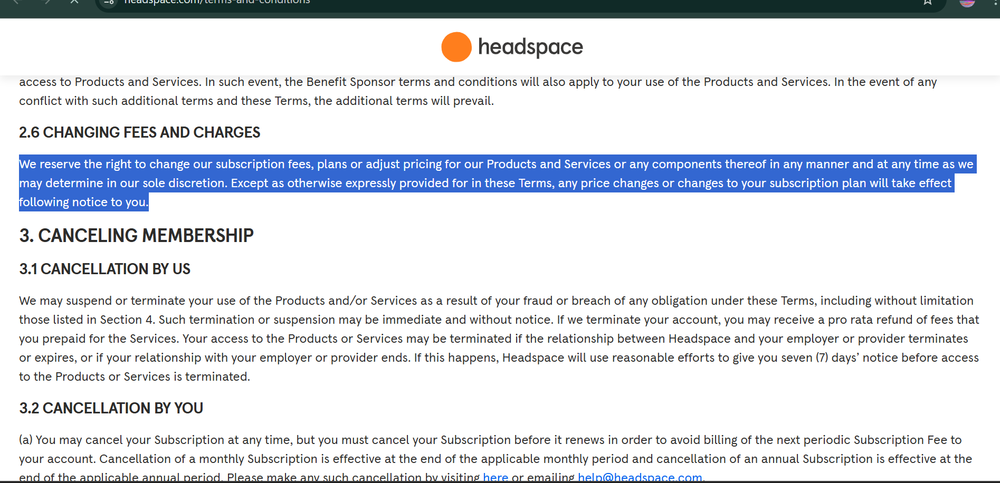 headspace.com/terms-and-conditions
headspace
access to Products and Services. In such event, the Benefit Sponsor terms and conditions will also apply to your use of the Products and Services. In the event of any
conflict with such additional terms and these Terms, the additional terms will prevail.
2.6 CHANGING FEES AND CHARGES
We reserve the right to change our subscription fees, plans or adjust pricing for our Products and Services or any components thereof in any manner and at any time as we
may determine in our sole discretion. Except as otherwise expressly provided for in these Terms, any price changes or changes to your subscription plan will take effect
following notice to you.
3. CANCELING MEMBERSHIP
3.1 CANCELLATION BY US
We may suspend or terminate your use of the Products and/or Services as a result of your fraud or breach of any obligation under these Terms, including without limitation
those listed in Section 4. Such termination or suspension may be immediate and without notice. If we terminate your account, you may receive a pro rata refund of fees that
you prepaid for the Services. Your access to the Products or Services may be terminated if the relationship between Headspace and your employer or provider terminates
or expires, or if your relationship with your employer or provider ends. If this happens, Headspace will use reasonable efforts to give you seven (7) days’ notice before access
to the Products or Services is terminated.
3.2 CANCELLATION BY YOU
(a) You may cancel your Subscription at any time, but you must cancel your Subscription before it renews in order to avoid billing of the next periodic Subscription Fee to
your account. Cancellation of a monthly Subscription is effective at the end of the applicable monthly period and cancellation of an annual Subscription is effective at the
end of the applicable annual period. Please make any such cancellation by visiting here or emailing help@headspace.com.